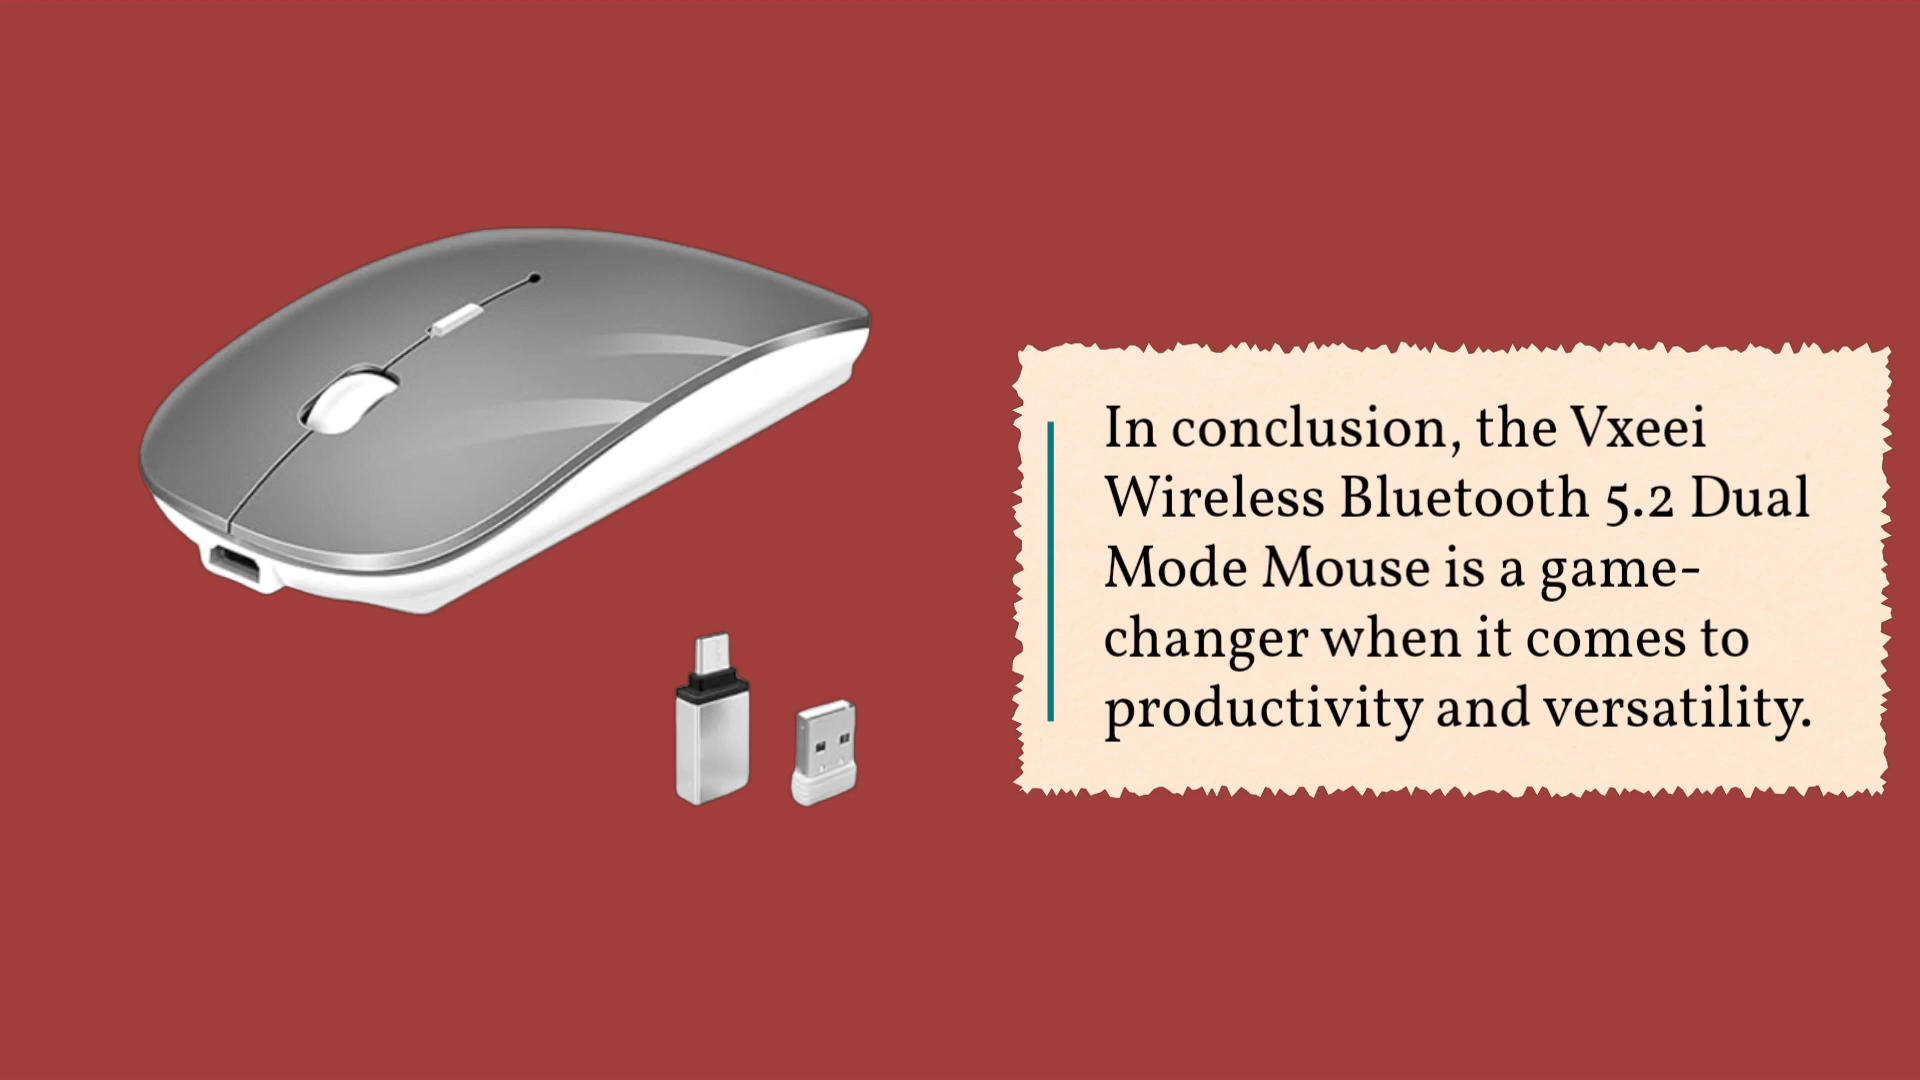 In conclusion, the Vxeei
Wireless Bluetooth 5.2 Dual
Mode Mouse is a game-
changer when it comes to
productivity and versatility.